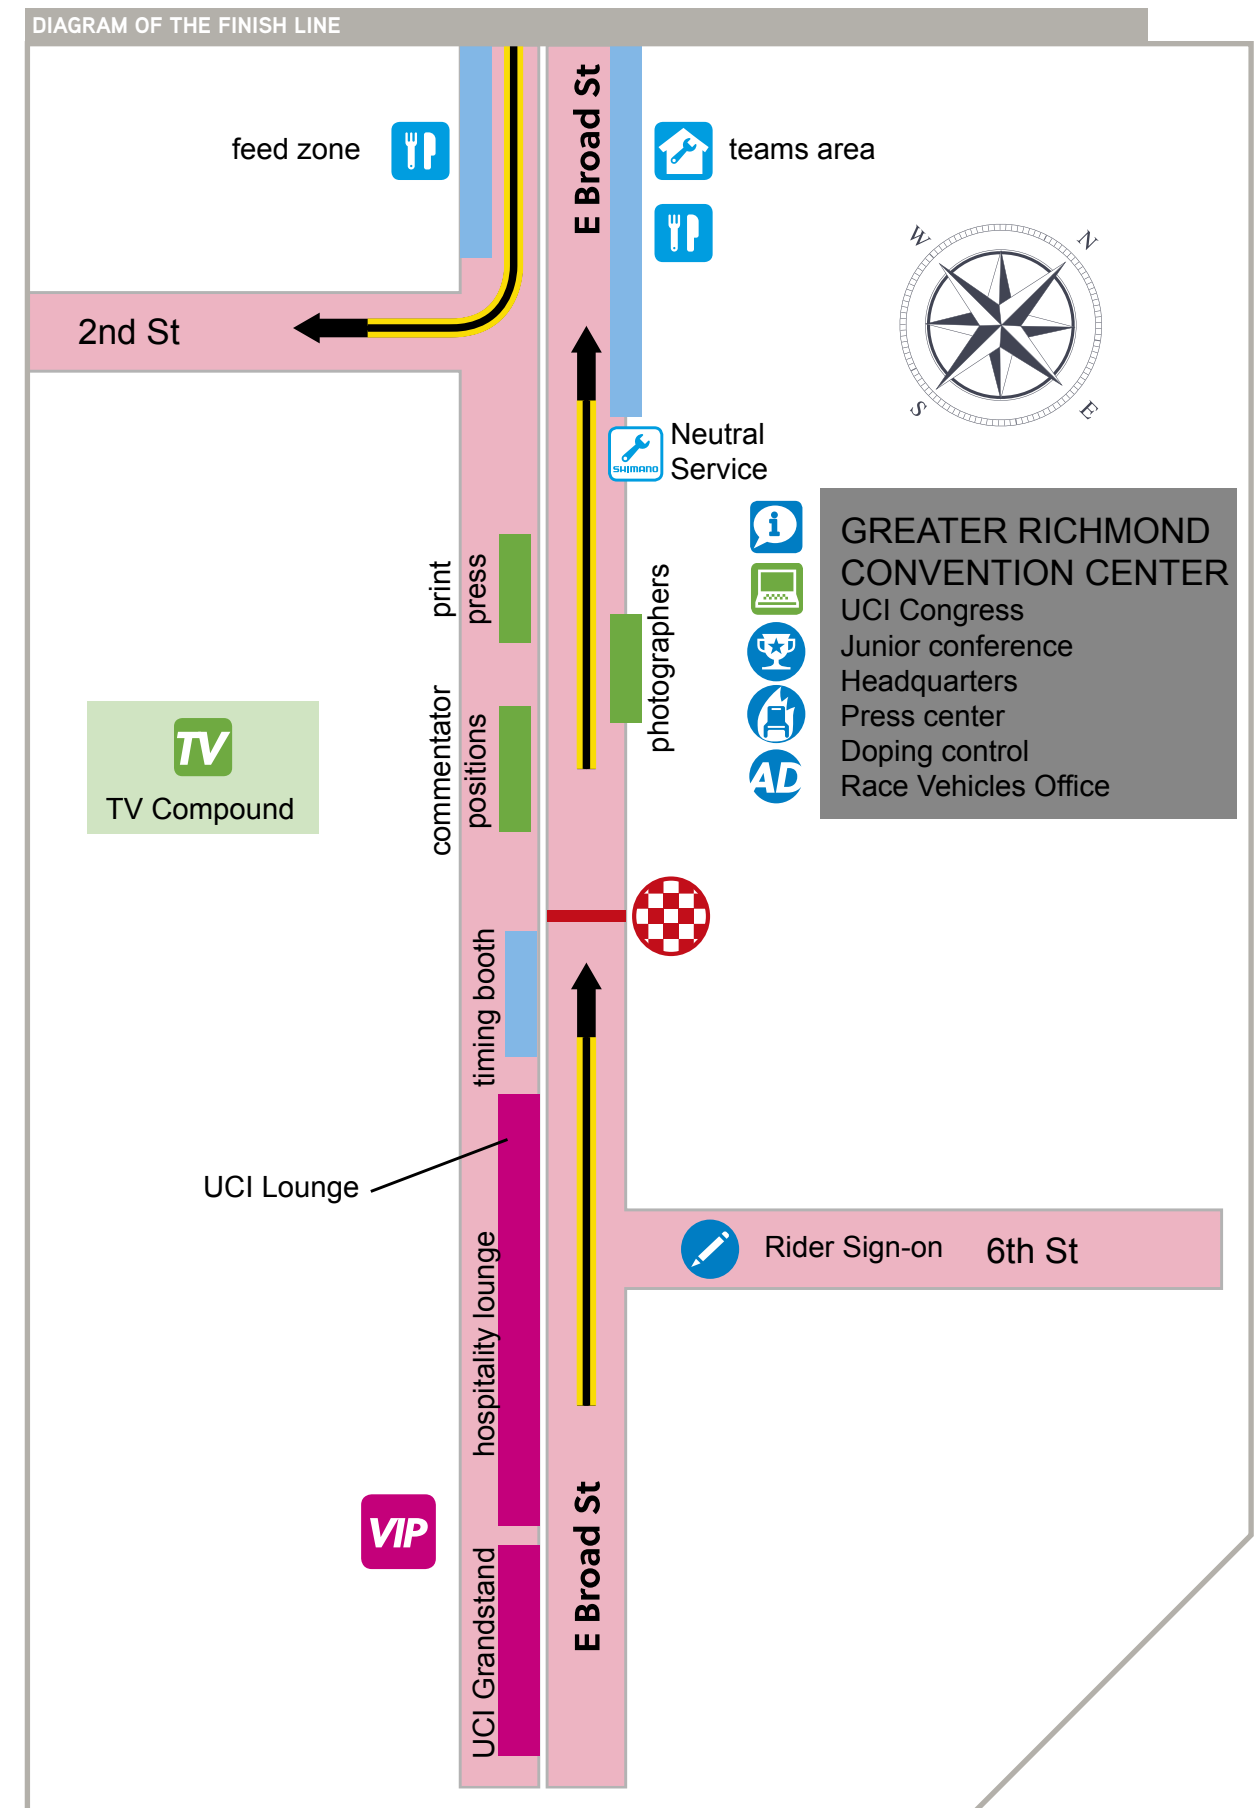 DIAGRAM OF THE FINISH LINE
E Broad St
feed zone
teams area
W
N
S
E
2nd St
Neutral
Service
SHIMANO
print
press
photographers
i
GREATER RICHMOND
CONVENTION CENTER
UCI Congress
Junior conference
Headquarters
Press center
Doping control
Race Vehicles Office
AD
commentator
positions
TV
TV Compound
timing booth
UCI Lounge
hospitality lounge
Rider Sign-on
6th St
VIP
UCI Grandstand
E Broad St